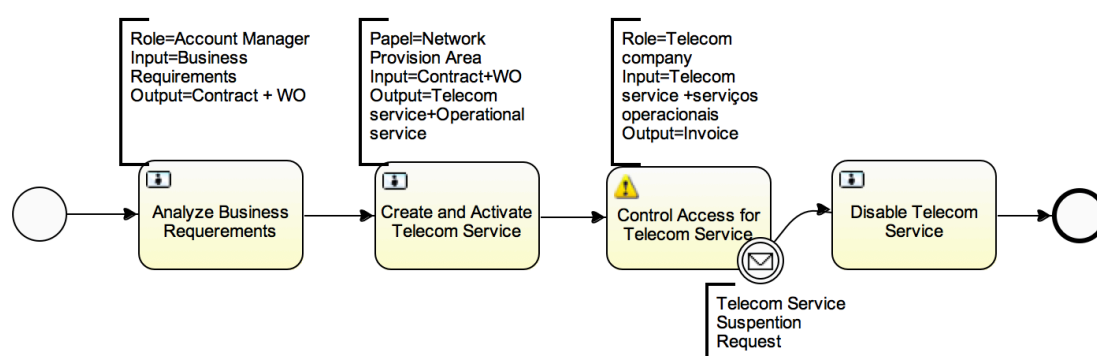 Role=Account Manager
Input=Business
Requirements
Output=Contract + WO
Papel=Network
Provision Area
Input=Contract+WO
Output=Telecom
service+Operational
service
Role=Telecom
company
Input=Telecom
service +serviços
operacionais
Output=Invoice
Analyze Business
Requerements
Create and Activate
Telecom Service
Control Access for
Telecom Service
Disable Telecom
Service
Telecom Service
Suspention
Request